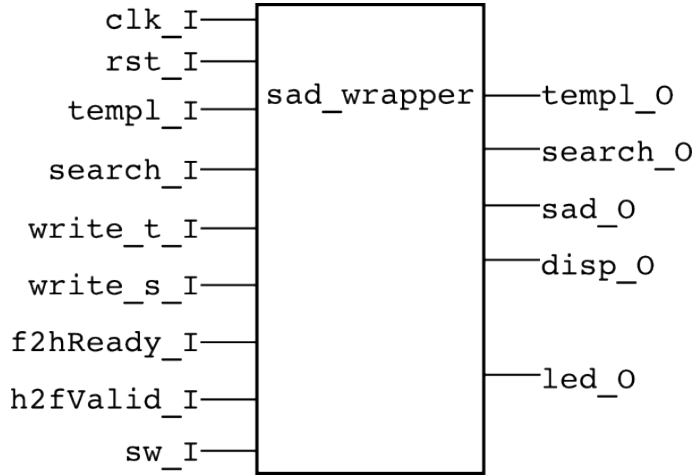 clk_I
rst_I
templ_I
search_I
write_t_I
write_s_I
f2hReady_I
h2fValid_I
sw_I
sad_wrapper
templ_O
search_O
sad_O
disp_O
led_O